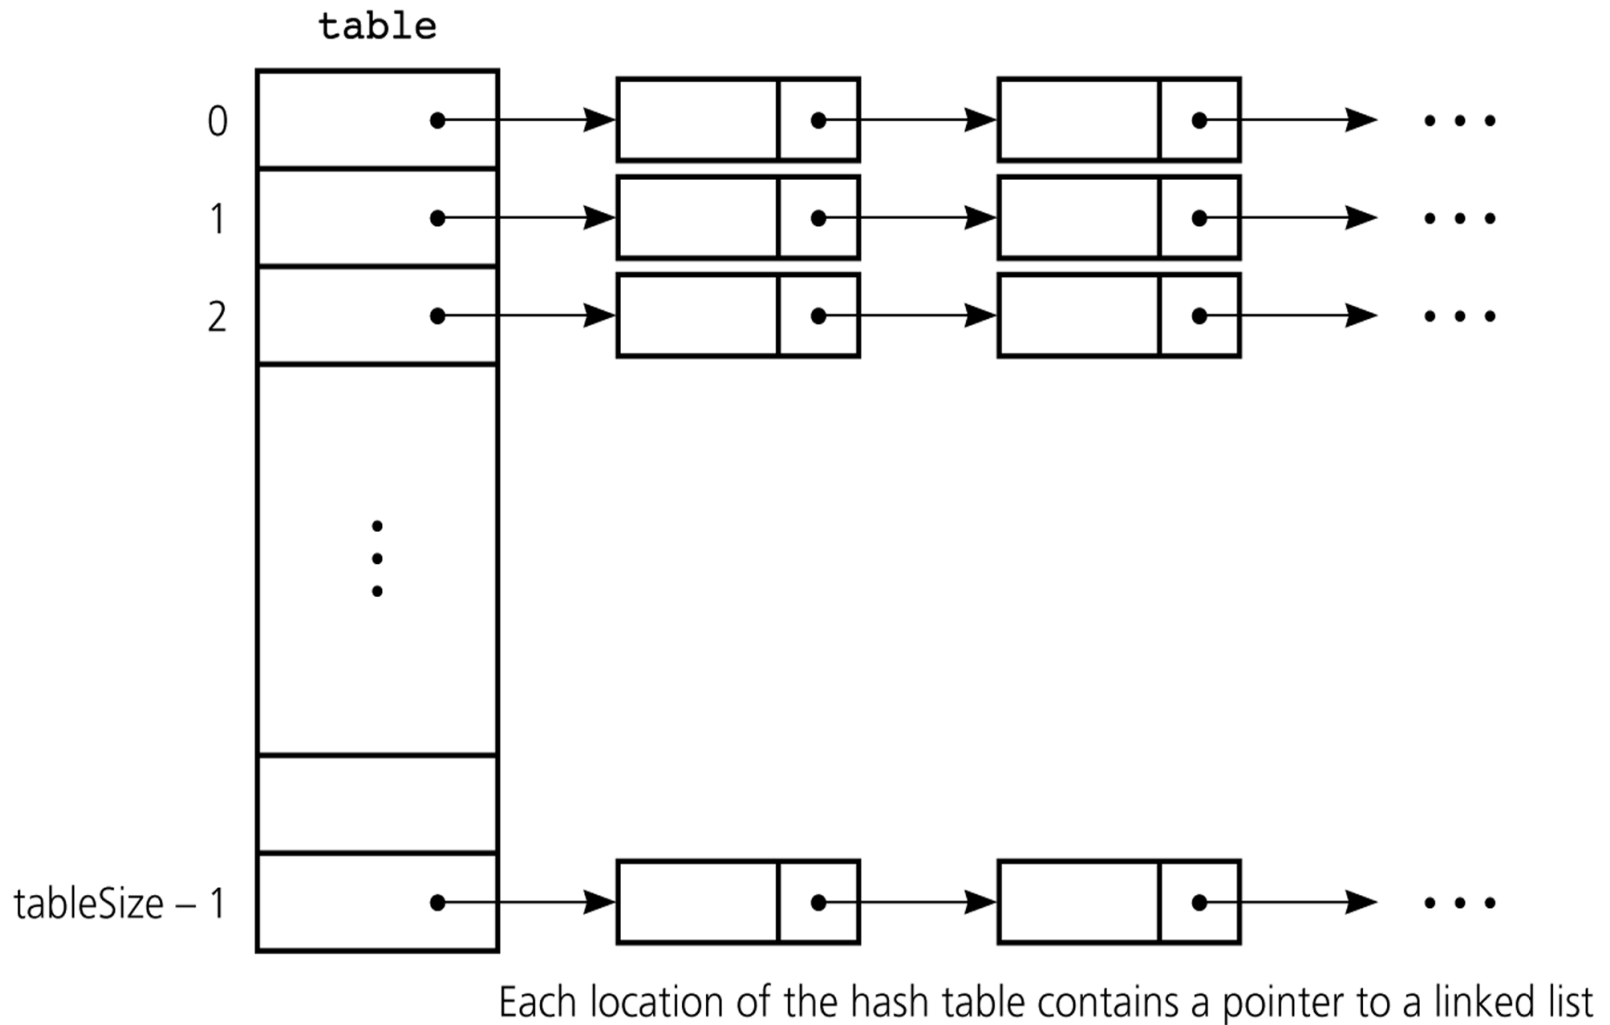 table
0
1
2
tableSize – 1
Each location of the hash table contains a pointer to a linked list